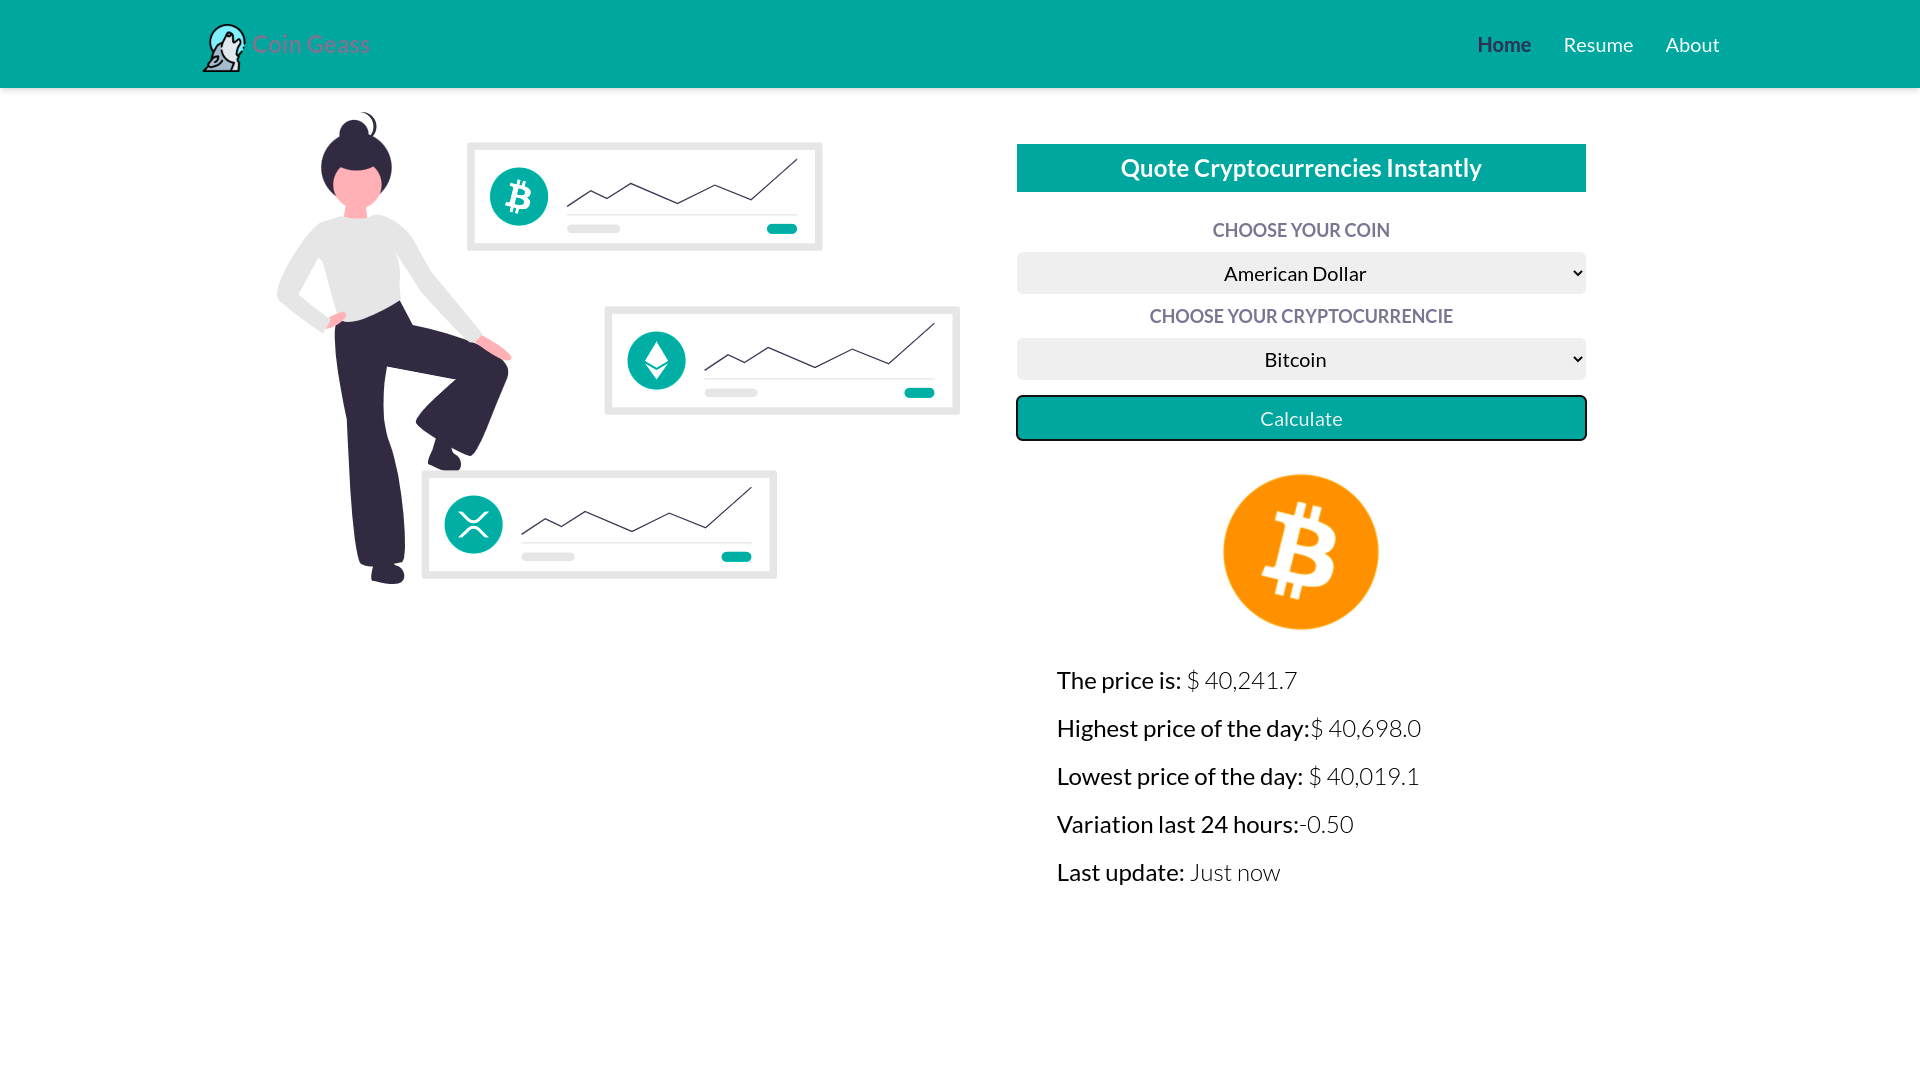 Coin Geass
Home Resume About
Quote Cryptocurrencies Instantly
CHOOSE YOUR COIN
American Dollar
CHOOSE YOUR CRYPTOCURRENCIE
Bitcoin
Calculate
The price is: $ 40,241.7
Highest price of the day:$ 40,698.0
Lowest price of the day: $ 40,019.1
Variation last 24 hours:-0.50
Last update: Just now